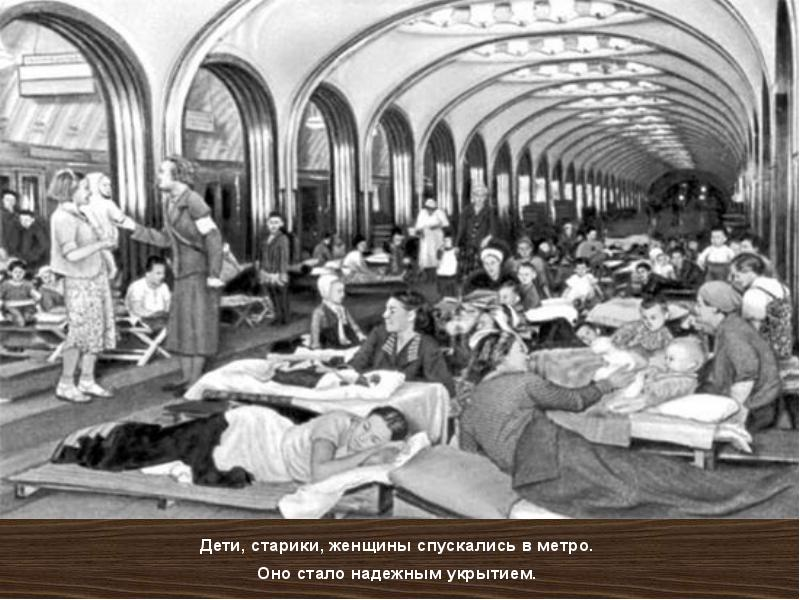 Дети, старики, женщины спускались в метро.
Оно стало надежным укрытием.